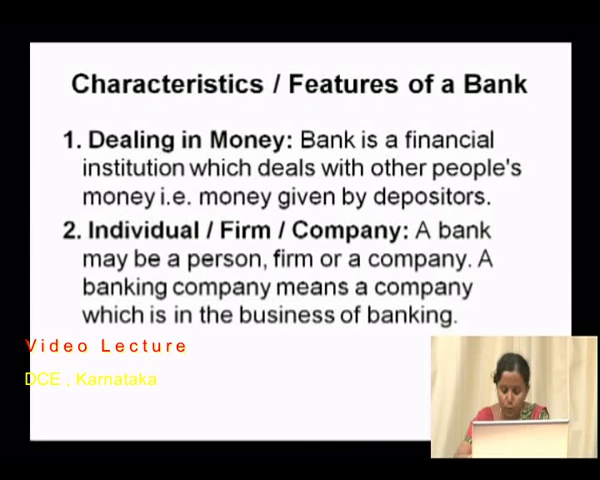 Characteristics / Features of a Bank
1. Dealing in Money: Bank is a financial
institution which deals with other people's
money i.e. money given by depositors.
2. Individual / Firm / Company: A bank
may be a person, firm or a company. A
banking company means a company
which is in the business of banking.
Video Lecture
DCE , Karnataka